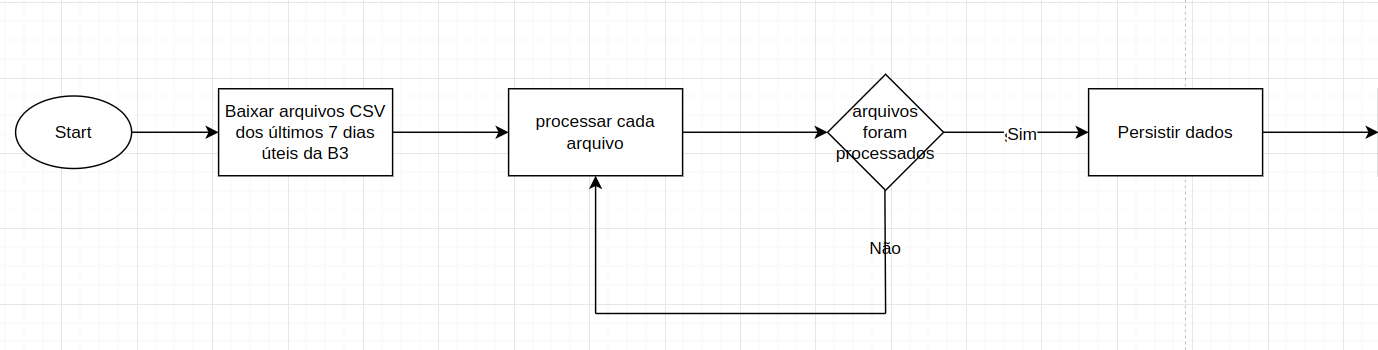 Start
Baixar arquivos CSV
dos últimos 7 dias
úteis da B3
processar cada
arquivo
arquivos
foram
processados
Sim
Persistir dados
Não